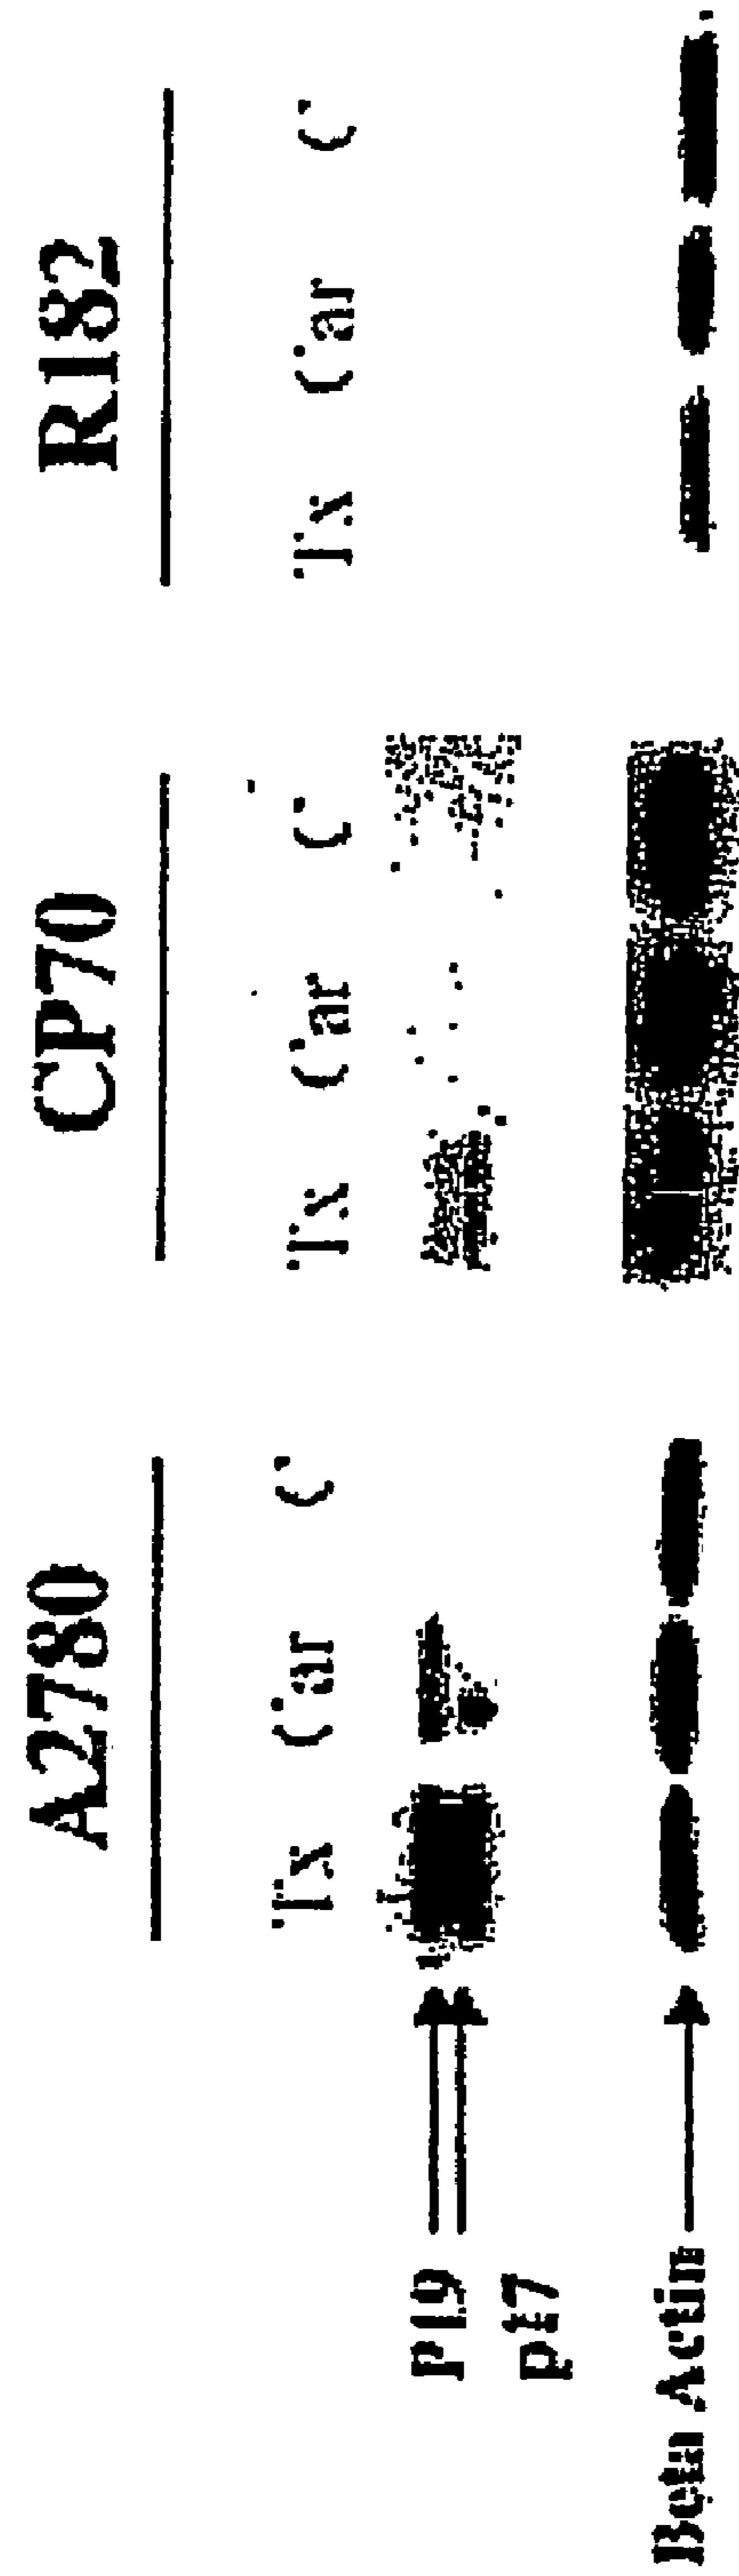 A2780 CP70 R182
Tx Car C Tx Car C Tx Car C
p19
p17
Beta Actin